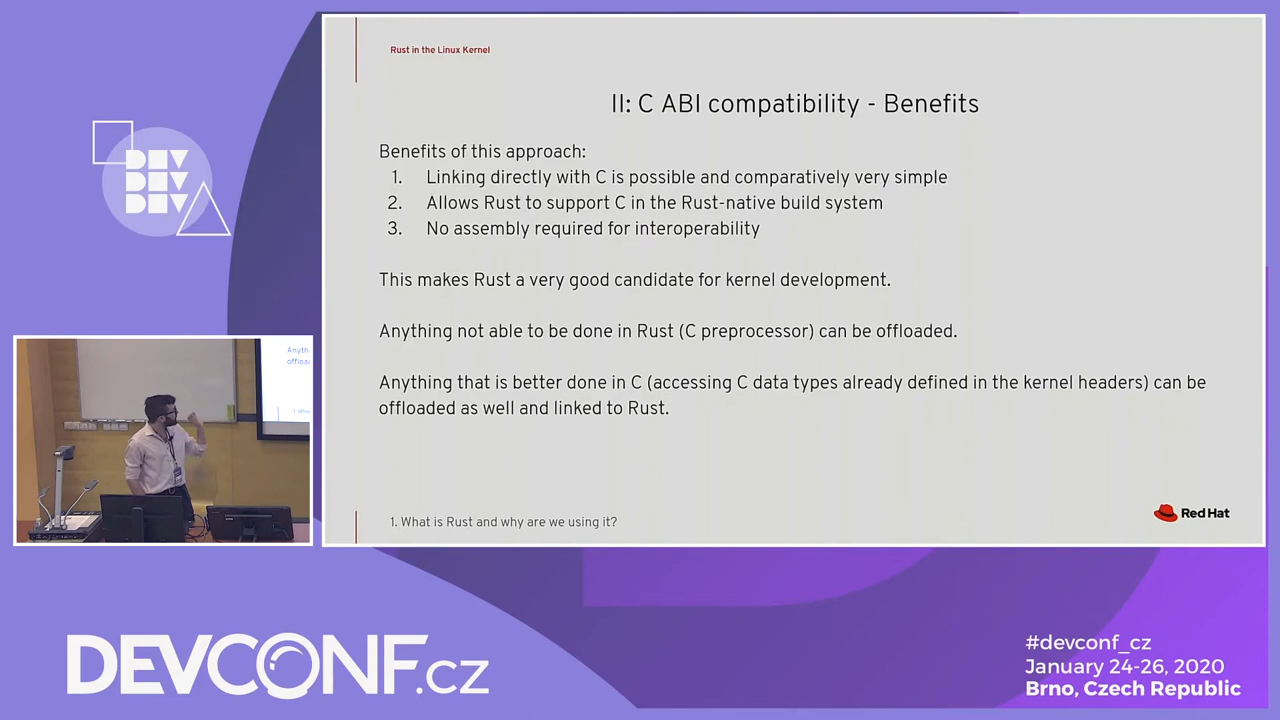 Rust in the Linux Kernel
II: C ABI compatibility - Benefits
Benefits of this approach:
1. Linking directly with C is possible and comparatively very simple
2. Allows Rust to support C in the Rust-native build system
3. No assembly required for interoperability
This makes Rust a very good candidate for kernel development.
Anything not able to be done in Rust (C preprocessor) can be offloaded.
Anything that is better done in C (accessing C data types already defined in the kernel headers) can be
offloaded as well and linked to Rust.
1. What is Rust and why are we using it?
Red Hat
DEV
DEV
DEV
Anyth
offloa
DEVCONF.cz
#devconf_cz
January 24-26, 2020
Brno, Czech Republic